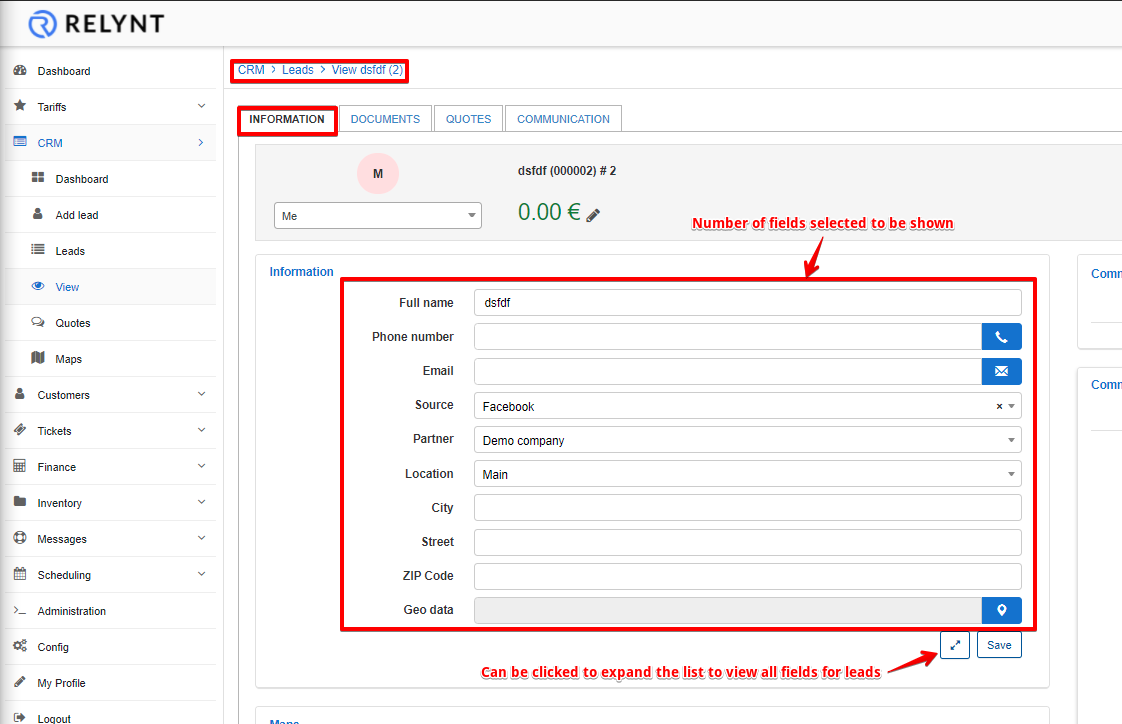 RELYNT
Dashboard
Tariffs
CRM
Dashboard
Add lead
Leads
View
Quotes
Maps
Customers
Tickets
Finance
Inventory
Messages
Scheduling
Administration
Config
My Profile
Logout
CRM > Leads > View dsfdf (2)
INFORMATION DOCUMENTS QUOTES COMMUNICATION
M
dsfdf (000002) # 2
Me
0.00 €
Number of fields selected to be shown
Information
Full name dsfdf
Phone number
Email
Source Facebook × 
Partner Demo company
Location Main
City
Street
ZIP Code
Geo data
Save
Can be clicked to expand the list to view all fields for leads
Maps
Comm
Comm